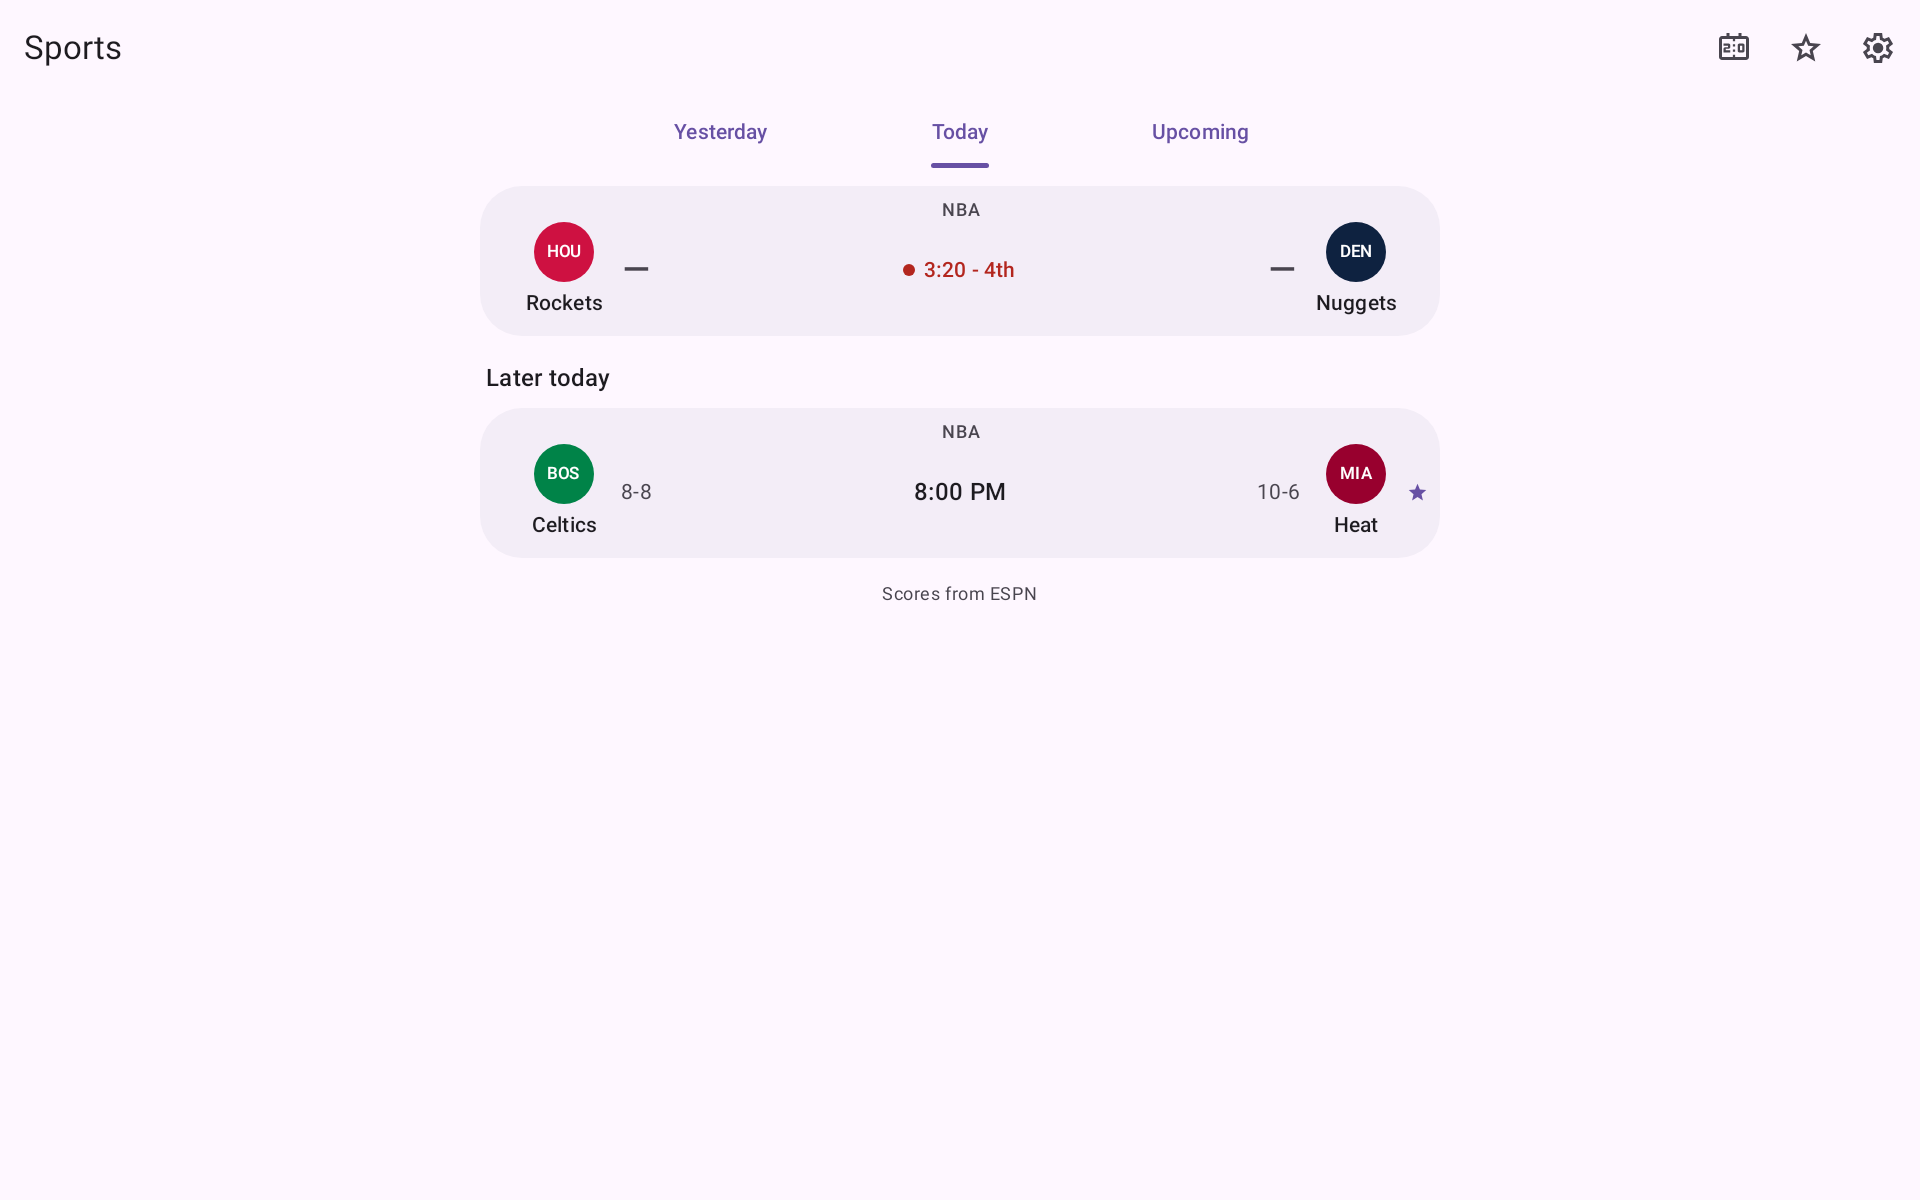 Sports
Yesterday Today Upcoming
NBA
HOU — 3:20 - 4th — DEN
Rockets Nuggets
Later today
NBA
BOS 8-8 8:00 PM 10-6 MIA
Celtics Heat
Scores from ESPN